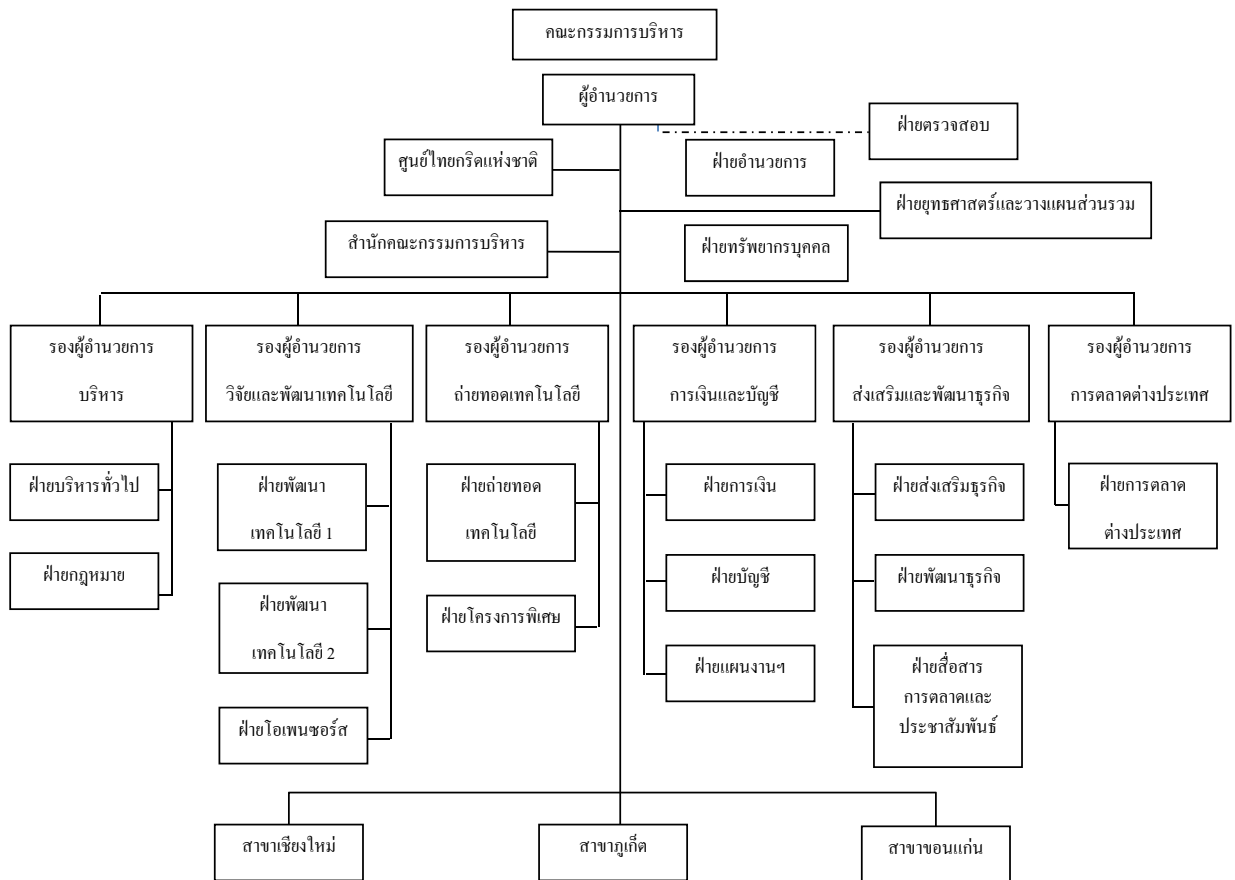 คณะกรรมการบริหาร
ผู้อำนวยการ
ฝ่ายตรวจสอบ
ศูนย์ไทยกริดแห่งชาติ
ฝ่ายอำนวยการ
ฝ่ายยุทธศาสตร์และวางแผนส่วนรวม
สำนักคณะกรรมการบริหาร
ฝ่ายทรัพยากรบุคคล
รองผู้อำนวยการ
บริหาร
รองผู้อำนวยการ
วิจัยและพัฒนาเทคโนโลยี
รองผู้อำนวยการ
ถ่ายทอดเทคโนโลยี
รองผู้อำนวยการ
การเงินและบัญชี
รองผู้อำนวยการ
ส่งเสริมและพัฒนาธุรกิจ
รองผู้อำนวยการ
การตลาดต่างประเทศ
ฝ่ายบริหารทั่วไป
ฝ่ายกฎหมาย
ฝ่ายพัฒนา
เทคโนโลยี 1
ฝ่ายพัฒนา
เทคโนโลยี 2
ฝ่ายโอเพนซอร์ส
ฝ่ายถ่ายทอด
เทคโนโลยี
ฝ่ายโครงการพิเศษ
ฝ่ายการเงิน
ฝ่ายบัญชี
ฝ่ายแผนงานฯ
ฝ่ายส่งเสริมธุรกิจ
ฝ่ายพัฒนาธุรกิจ
ฝ่ายสื่อสาร
การตลาดและ
ประชาสัมพันธ์
ฝ่ายการตลาด
ต่างประเทศ
สาขาเชียงใหม่
สาขาภูเก็ต
สาขาขอนแก่น